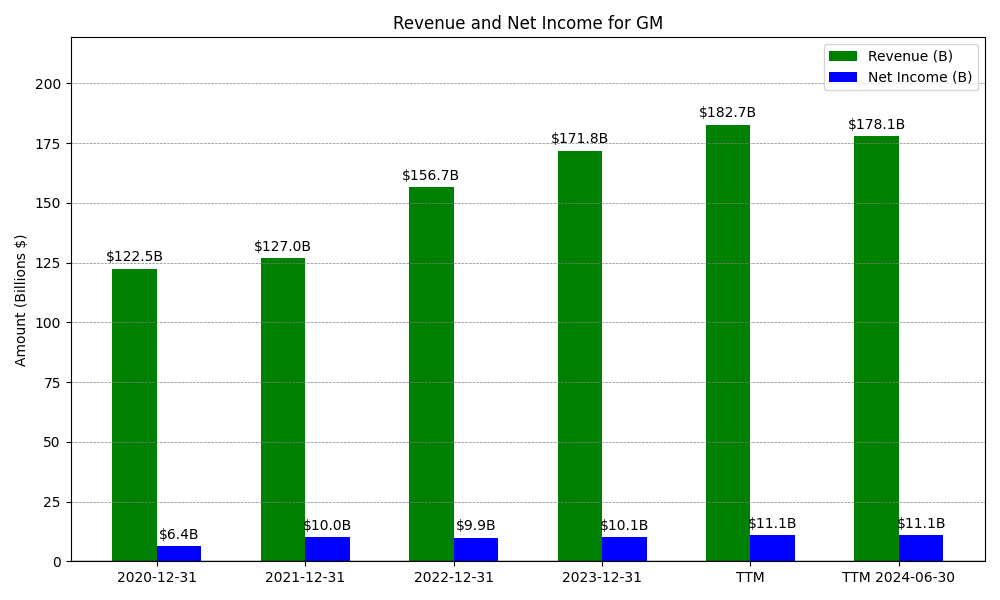 Revenue and Net Income for GM
Revenue (B)
Net Income (B)
Amount (Billions $)
200
175
150
125
100
75
50
25
0
$122.5B
$127.0B
$156.7B
$171.8B
$182.7B
$178.1B
$6.4B
$10.0B
$9.9B
$10.1B
$11.1B
$11.1B
2020-12-31
2021-12-31
2022-12-31
2023-12-31
TTM
TTM 2024-06-30